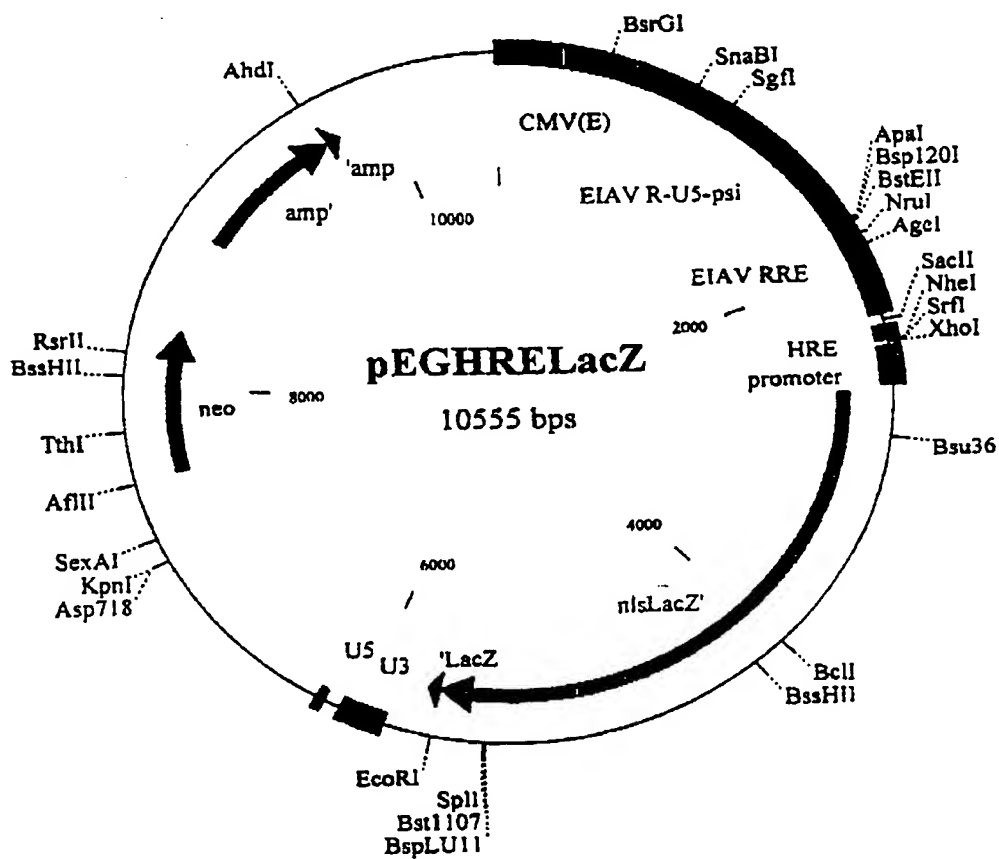 BsrGI
SnaBI
SgfI
AhdI
CMV(E)
ApaI
Bsp120I
BstEII
NruI
AgeI
'amp
amp'
10000
EIAV R-U5-psi
SacII
NheI
SrfI
XhoI
EIAV RRE
2000
HRE
promoter
RsrII
BssHII
pEGHRELacZ
10555 bps
neo
8000
TthI
Bsu36
AflII
SexAI
KpnI
Asp718
4000
6000
nlsLacZ'
U5
U3
'LacZ
BclI
BssHII
EcoRI
SplI
Bst1107
BspLU11